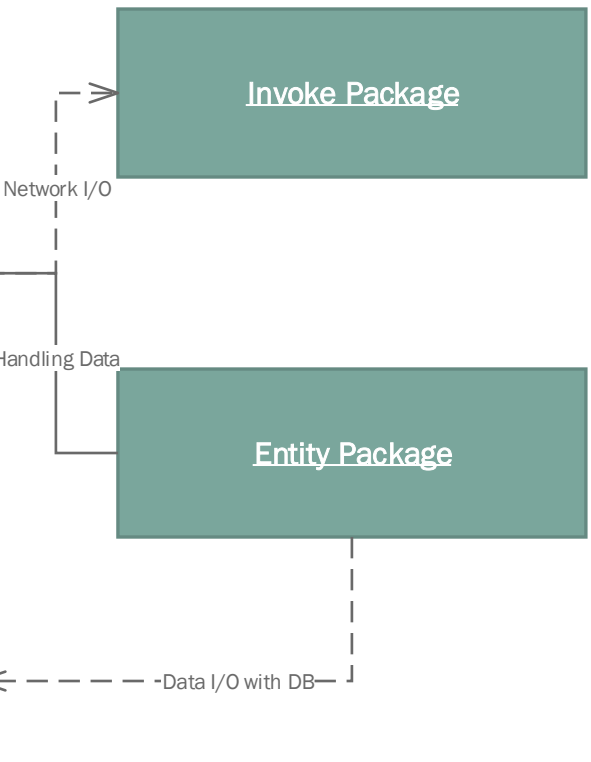 Invoke Package
Network I/O
Handling Data
Entity Package
Data I/O with DB